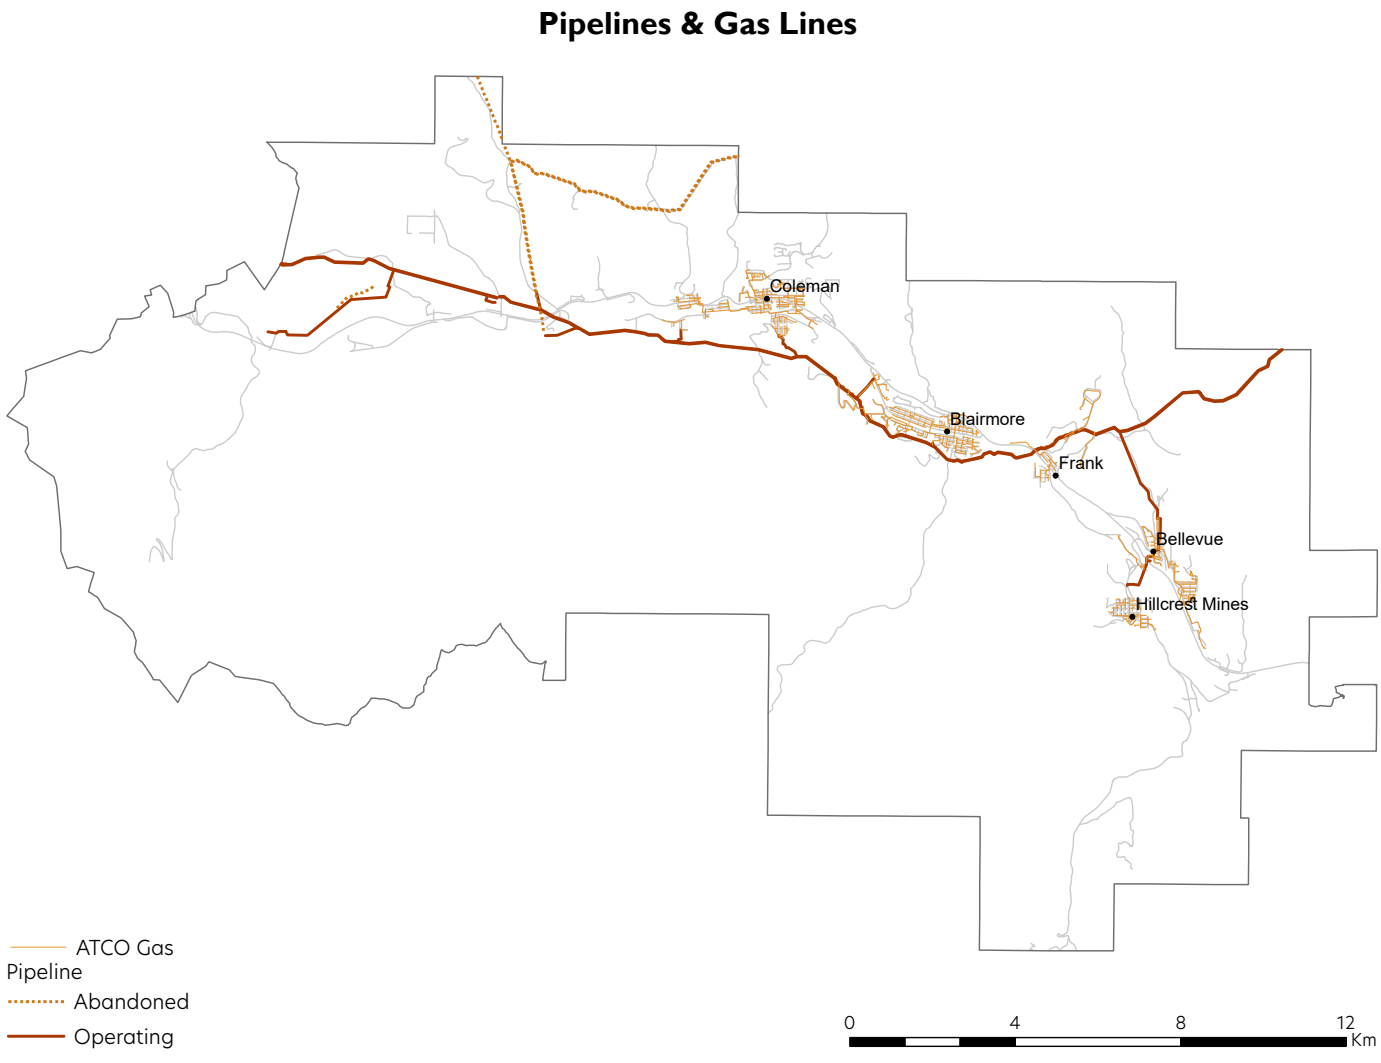 Pipelines & Gas Lines
Coleman
Blairmore
Frank
Bellevue
Hillcrest Mines
ATCO Gas
Pipeline
Abandoned
Operating
0 4 8 12
Km